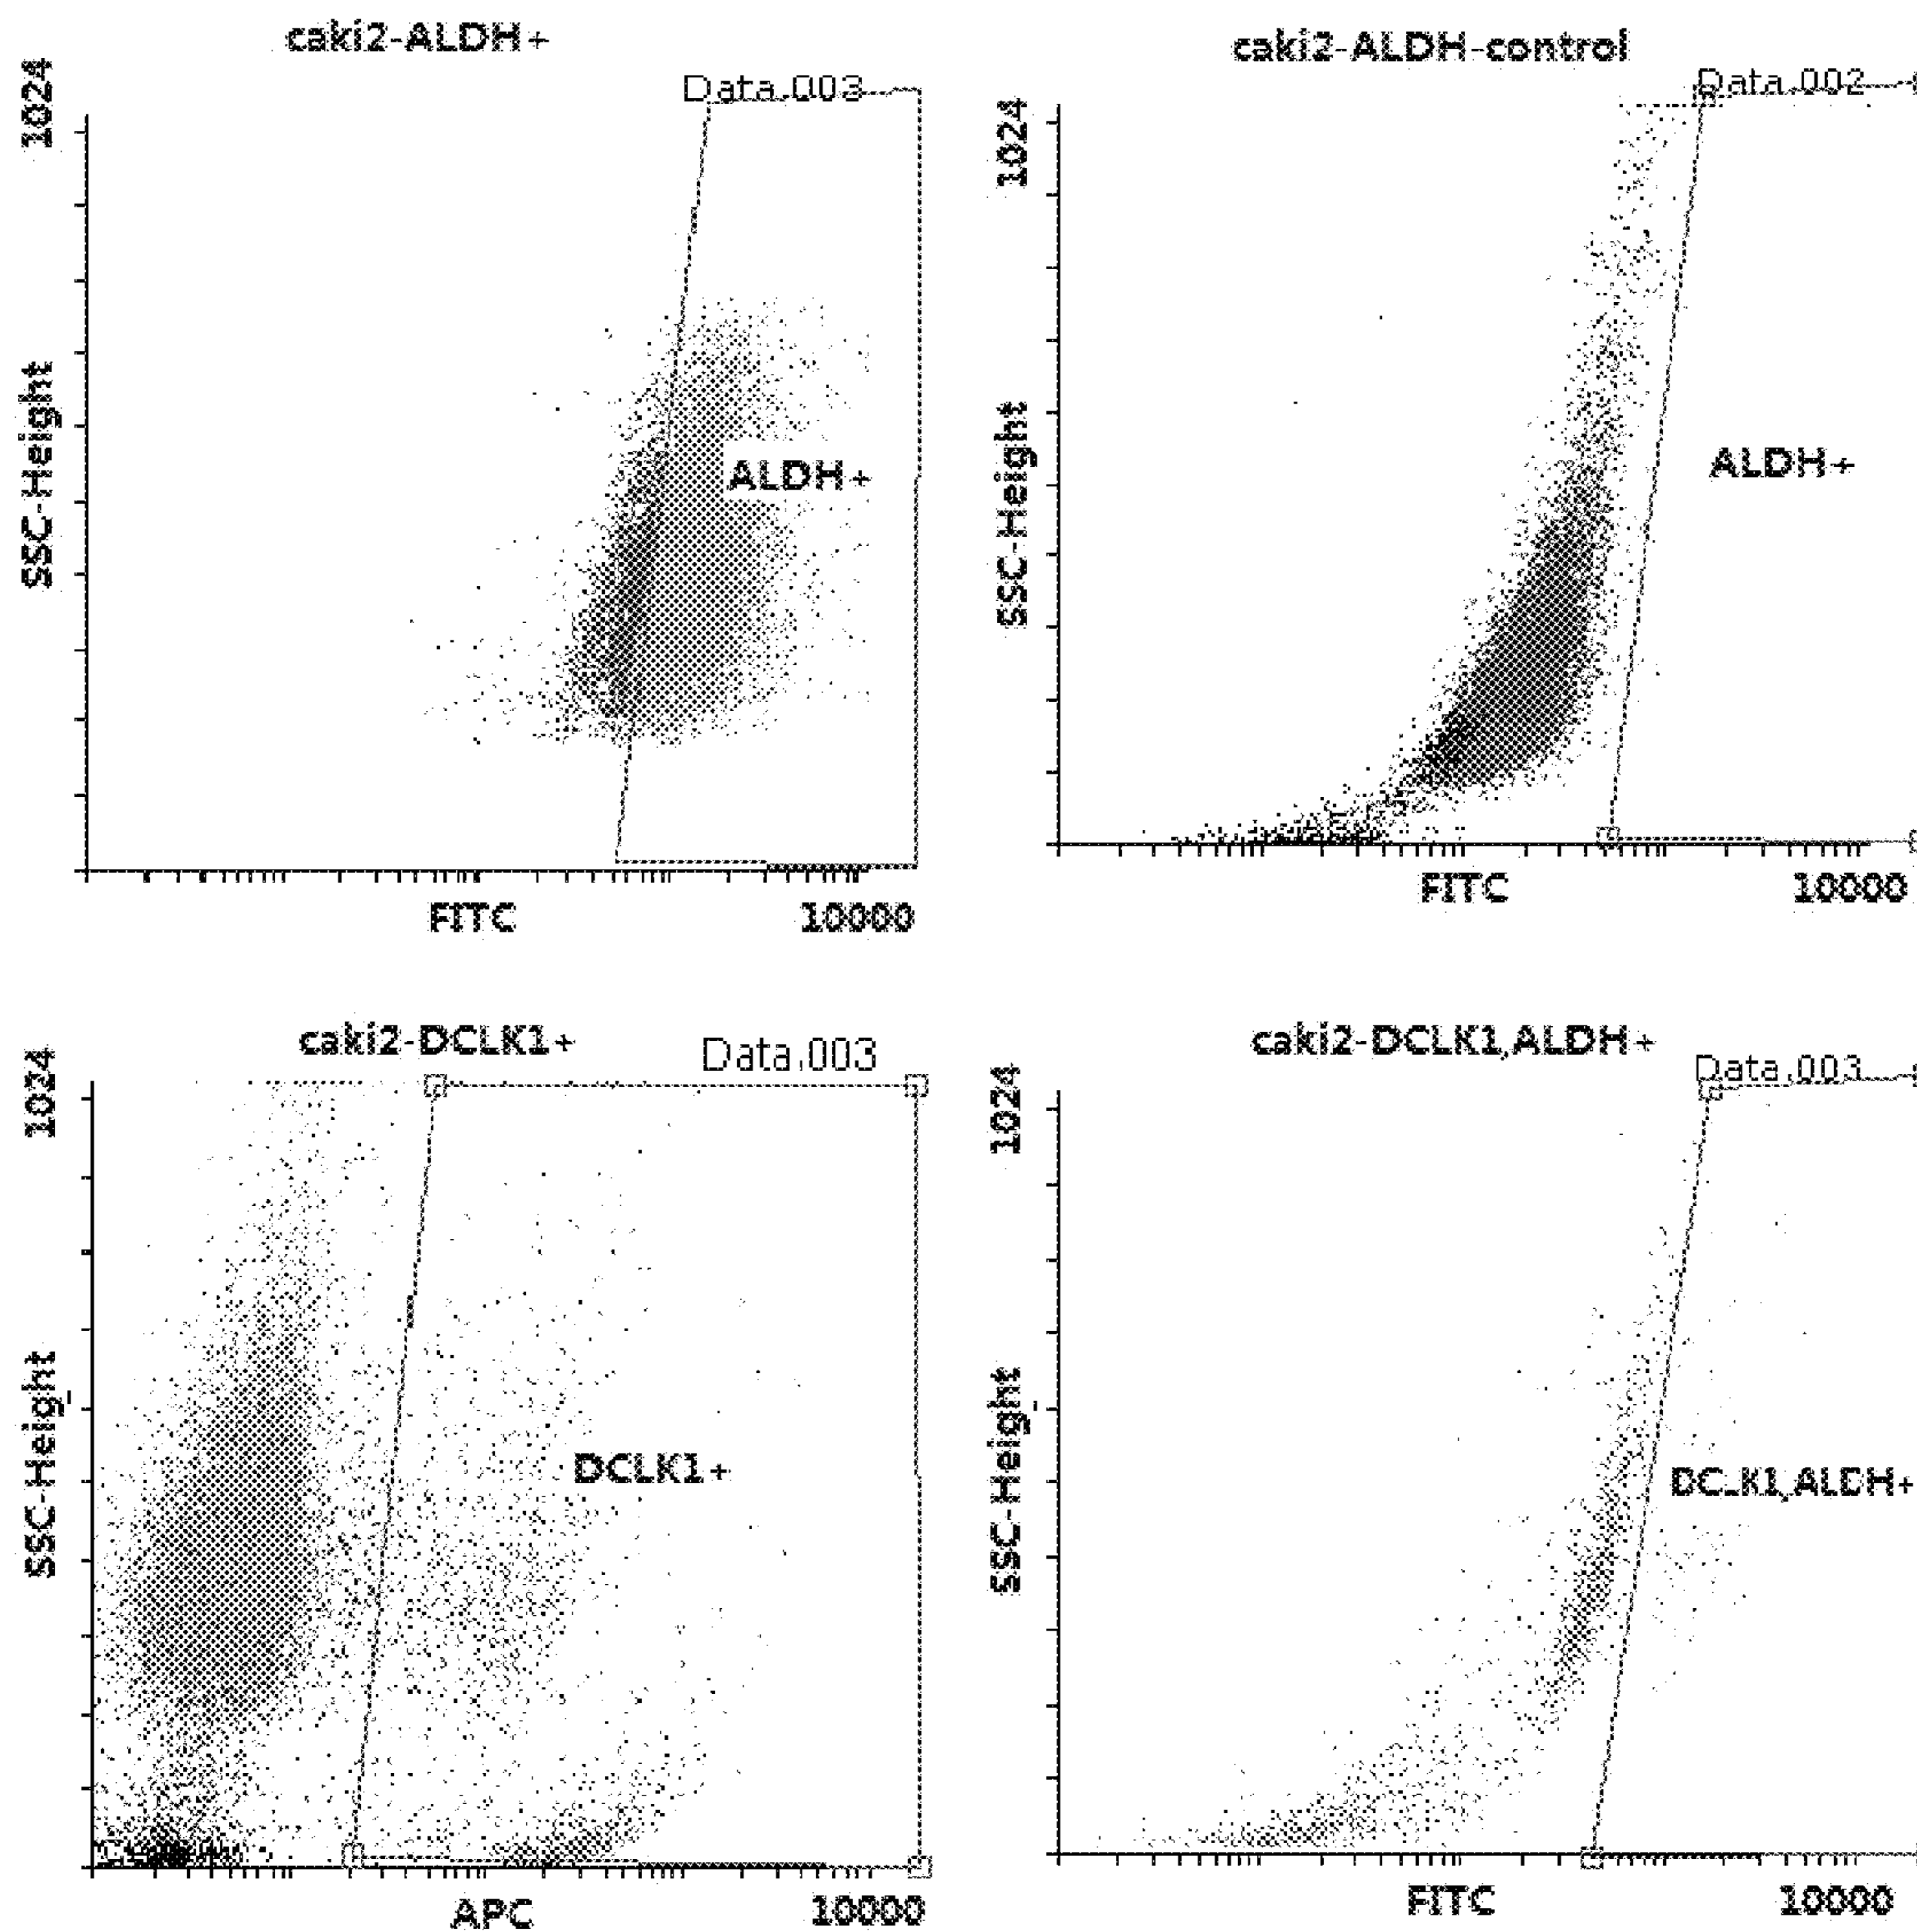 caki2-ALDH+
Data.003
1024
SSC-Height
ALDH+
FITC
10000
caki2-ALDH-control
Data.002
1024
SSC-Height
ALDH+
FITC
10000
caki2-DCLK1+
Data.003
1024
SSC-Height
DCLK1+
APC
10000
caki2-DCLK1,ALDH+
Data.003
1024
SSC-Height
DCLK1,ALDH+
FITC
10000